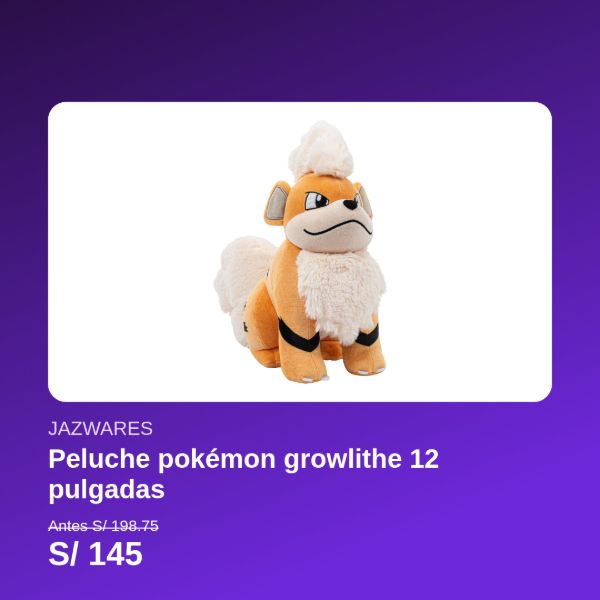 JAZWARES
Peluche pokémon growlithe 12
pulgadas
Antes S/ 198.75
S/ 145